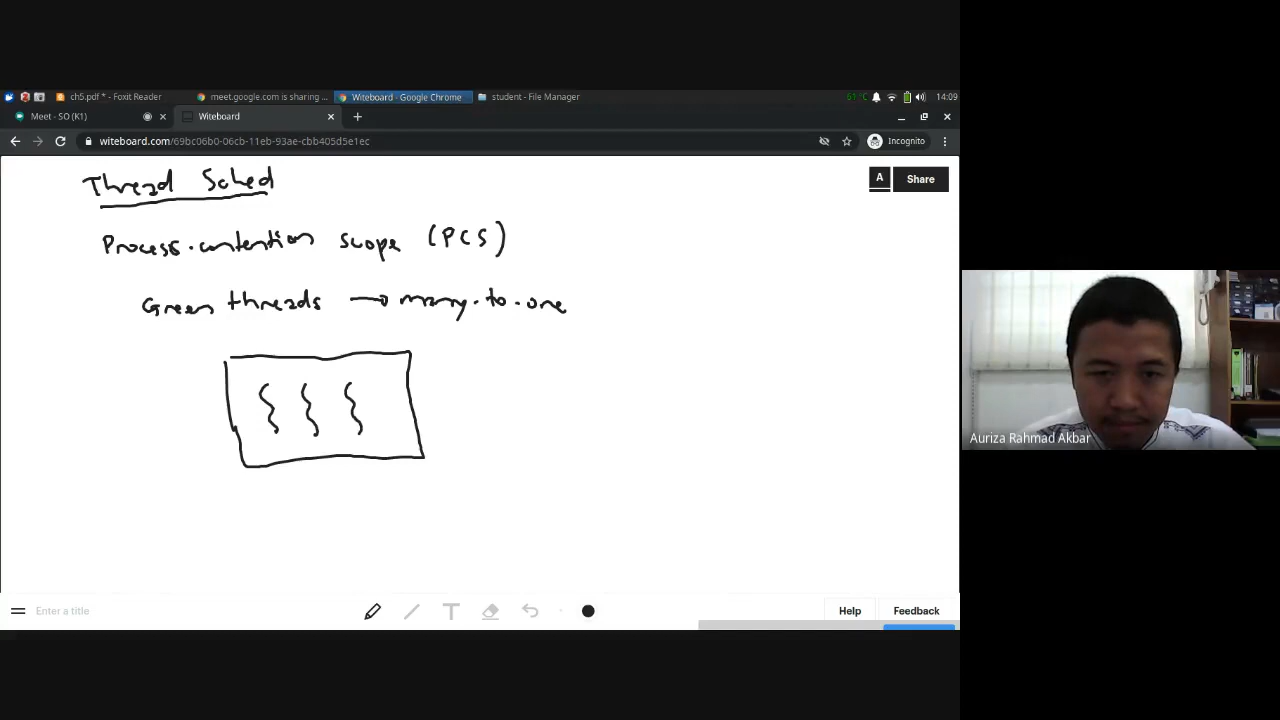 ch5.pdf * - Foxit Reader
meet.google.com is sharing ...
Witeboard - Google Chrome
student - File Manager
61°C
14:09
Meet - SO (K1)
Witeboard
witeboard.com/69bc06b0-06cb-11eb-93ae-cbb405d5e1ec
Incognito
Thread Sched
A
Share
Process-contention scope (PCS)
Green threads → many-to-one
Auriza Rahmad Akbar
Enter a title
T
Help
Feedback